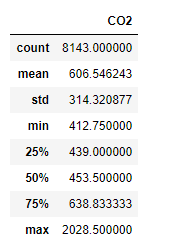 CO2
count 8143.000000
mean 606.546243
std 314.320877
min 412.750000
25% 439.000000
50% 453.500000
75% 638.833333
max 2028.500000